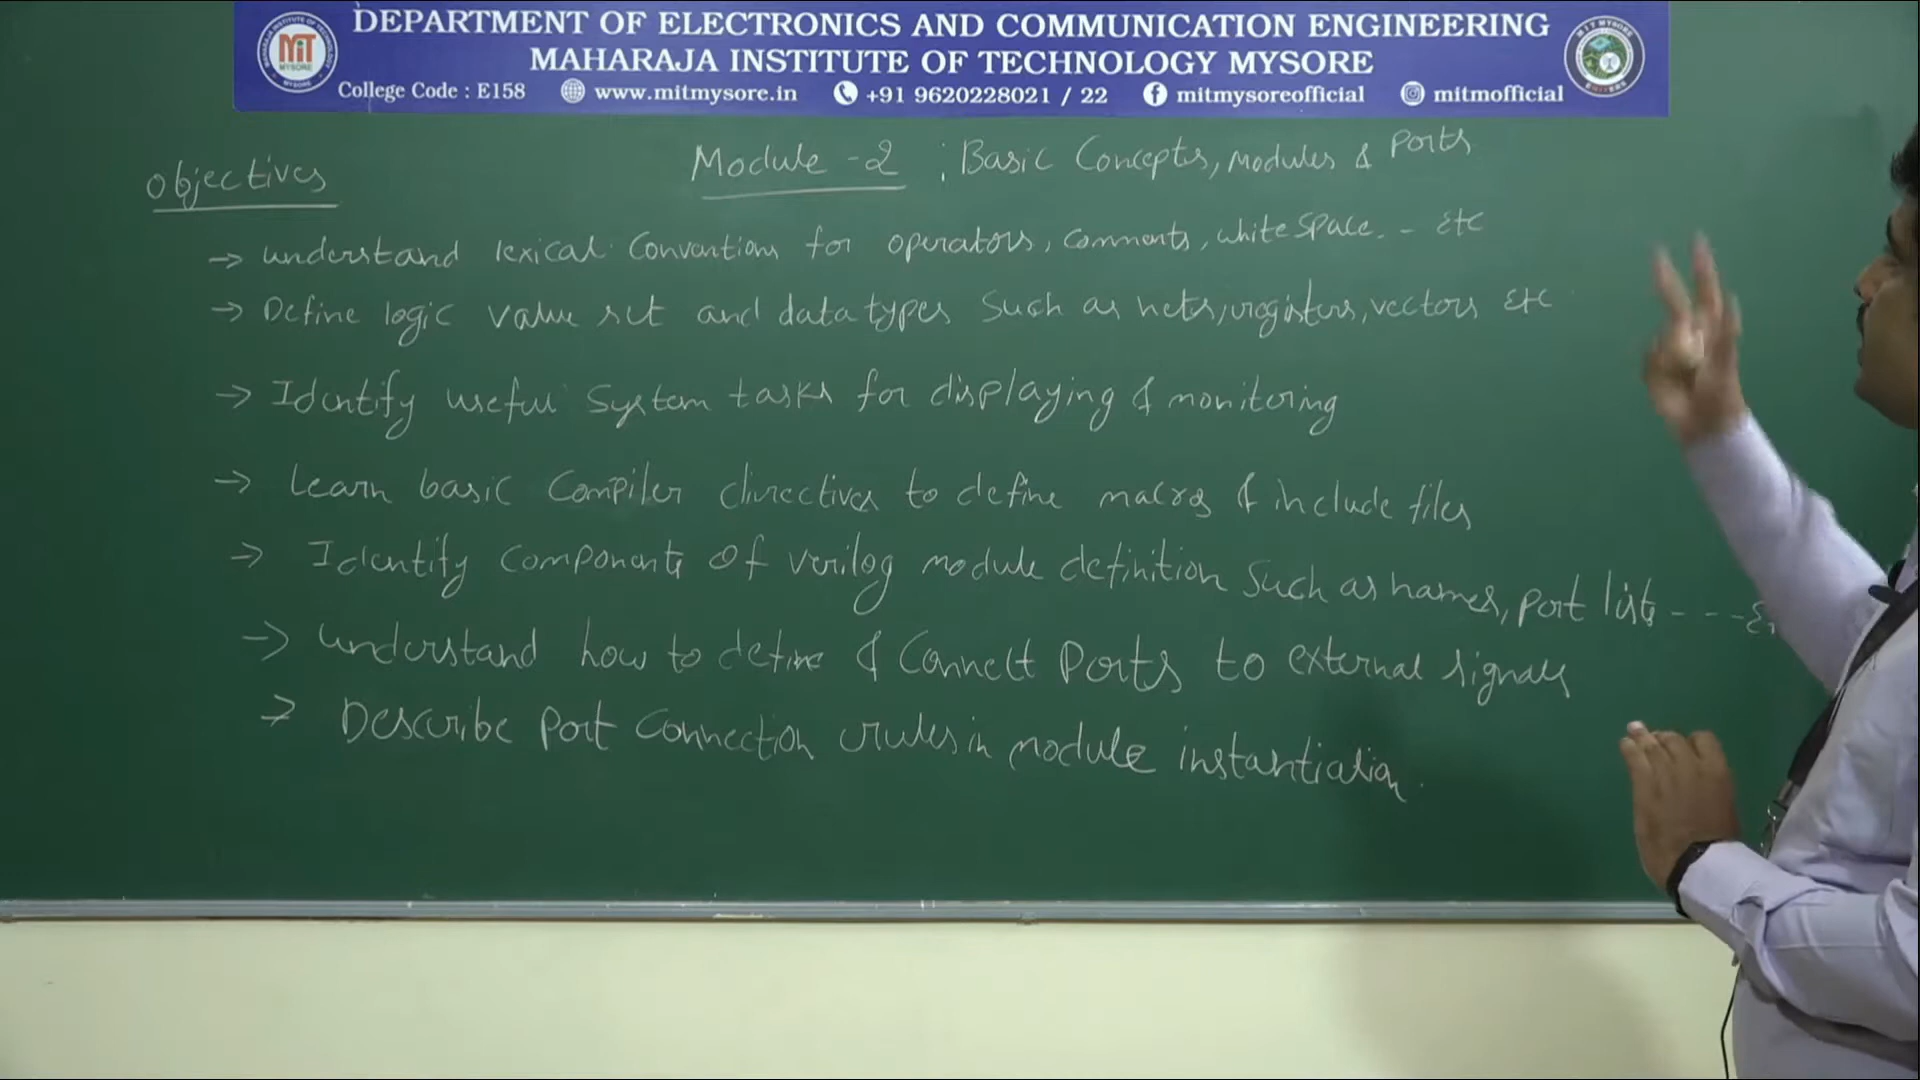 DEPARTMENT OF ELECTRONICS AND COMMUNICATION ENGINEERING
MAHARAJA INSTITUTE OF TECHNOLOGY MYSORE
College Code : E158 www.mitmysore.in +91 9620228021 / 22 mitmysoreofficial mitmofficial
MIT
MYSORE
Module -2 : Basic Concepts, modules & Ports
Objectives
→ understand lexical Conventions for operators, comments, whitespace. - Etc
→ Define logic value set and data types Such as nets, registers, vectors Etc
→ Identify useful System tasks for displaying & monitoring
→ Learn basic Compiler directives to define macros & include files
→ Identify components of verilog module definition Such as names, port list - - -
→ understand how to define & Connect Ports to external signals
→ Describe Port Connection rules in module instantiation.